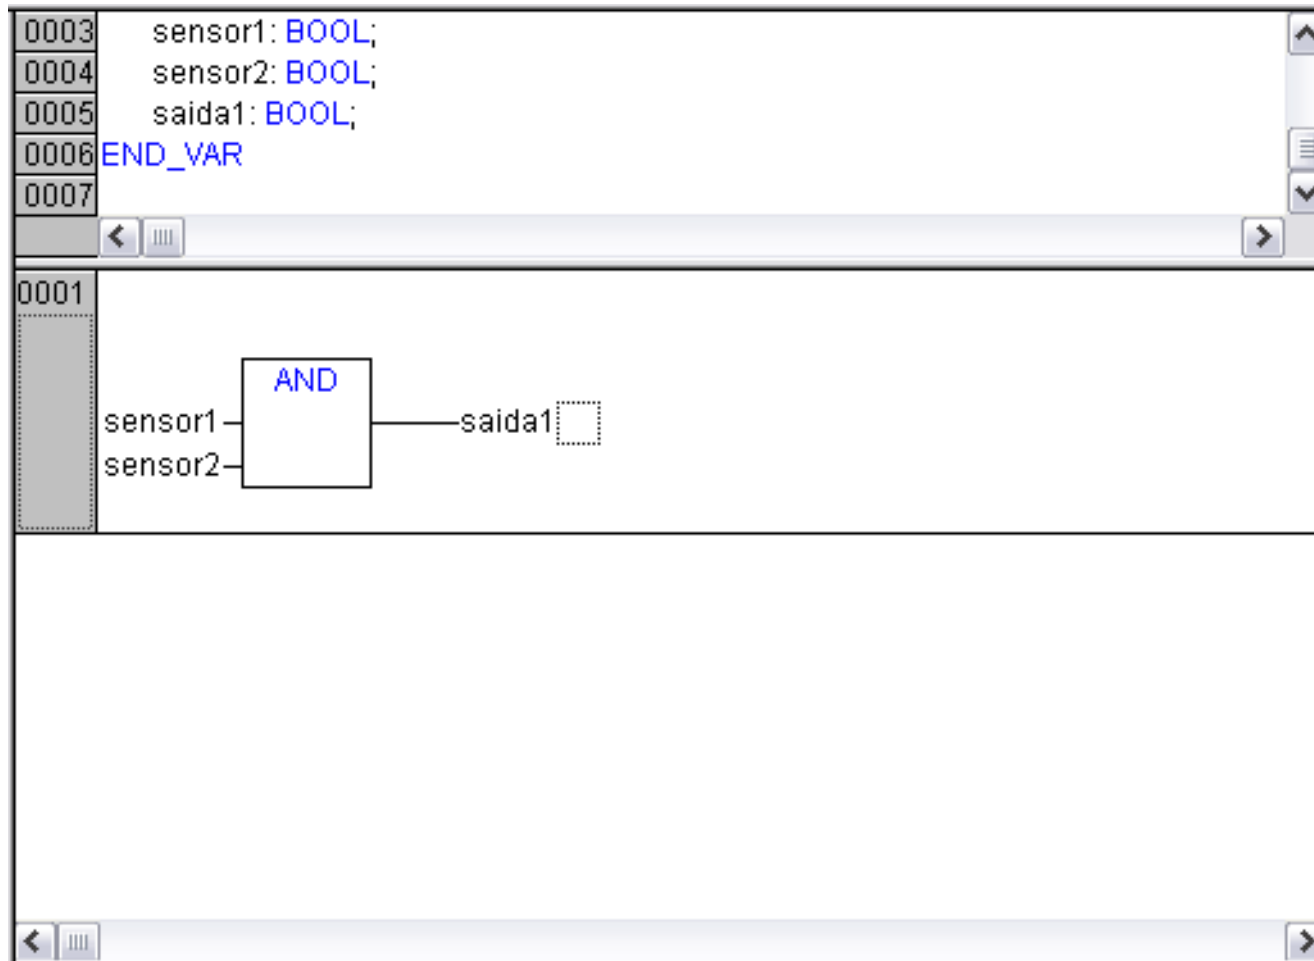 0003 sensor1: BOOL;
0004 sensor2: BOOL;
0005 saida1: BOOL;
0006 END_VAR
0007
0001
AND
sensor1 saida1
sensor2